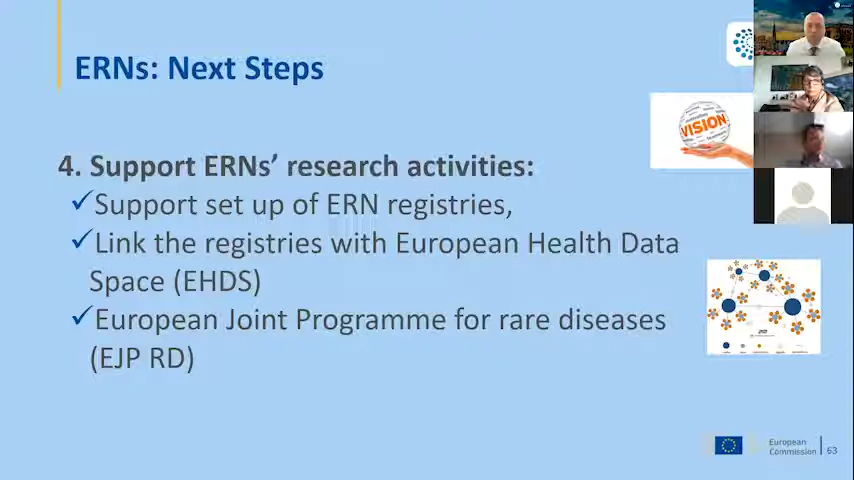 ERNs: Next Steps
VISION
4. Support ERNs’ research activities:
✓Support set up of ERN registries,
✓Link the registries with European Health Data
Space (EHDS)
✓European Joint Programme for rare diseases
(EJP RD)
European
Commission
63